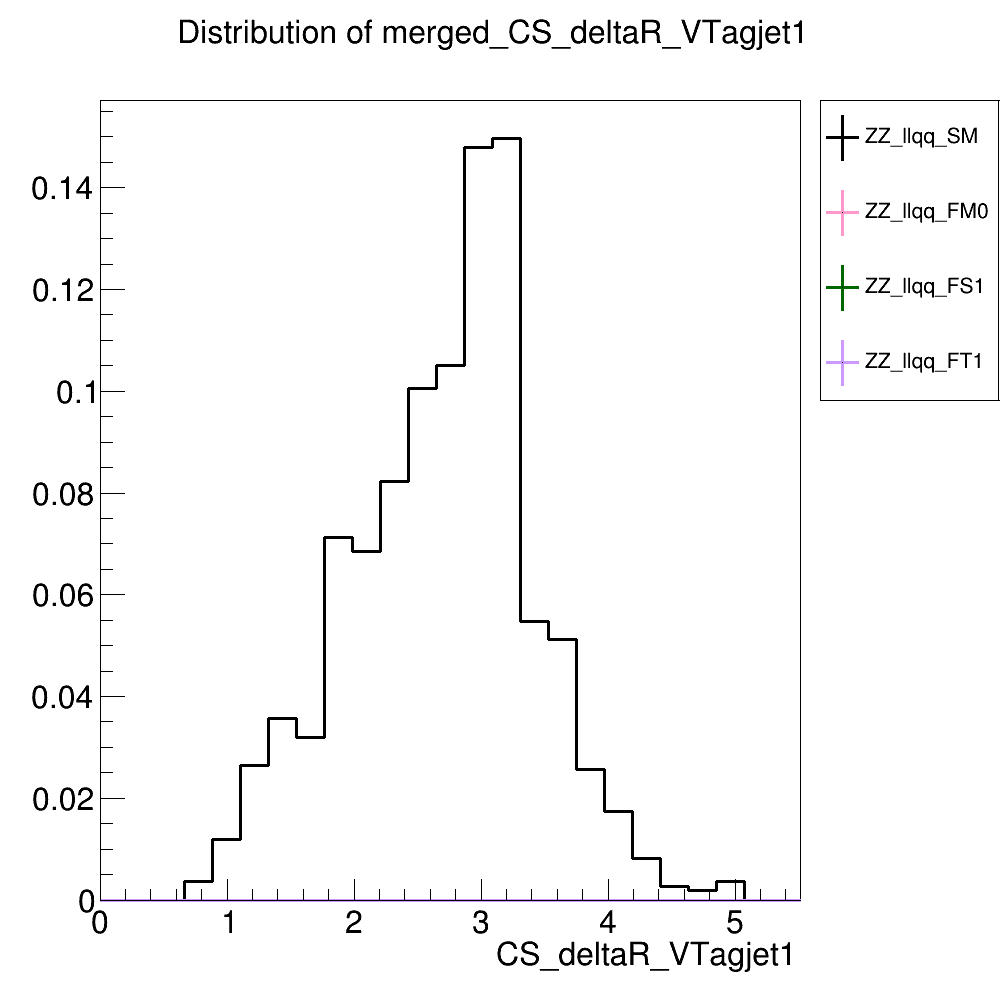 Distribution of merged_CS_deltaR_VTagjet1
ZZ_llqq_SM
ZZ_llqq_FM0
ZZ_llqq_FS1
ZZ_llqq_FT1
0.14
0.12
0.1
0.08
0.06
0.04
0.02
0
0 1 2 3 4 5
CS_deltaR_VTagjet1